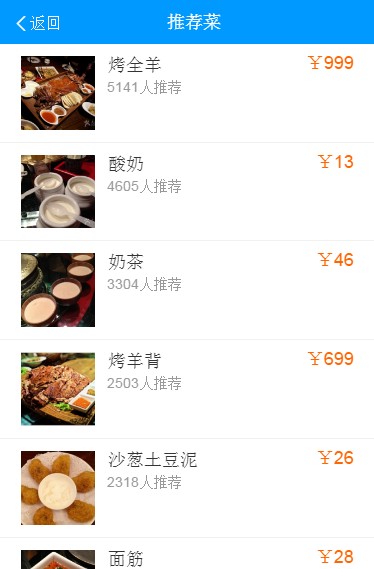 返回
推荐菜
烤全羊
￥999
5141人推荐
酸奶
￥13
4605人推荐
奶茶
￥46
3304人推荐
烤羊背
￥699
2503人推荐
沙葱土豆泥
￥26
2318人推荐
面筋
￥28